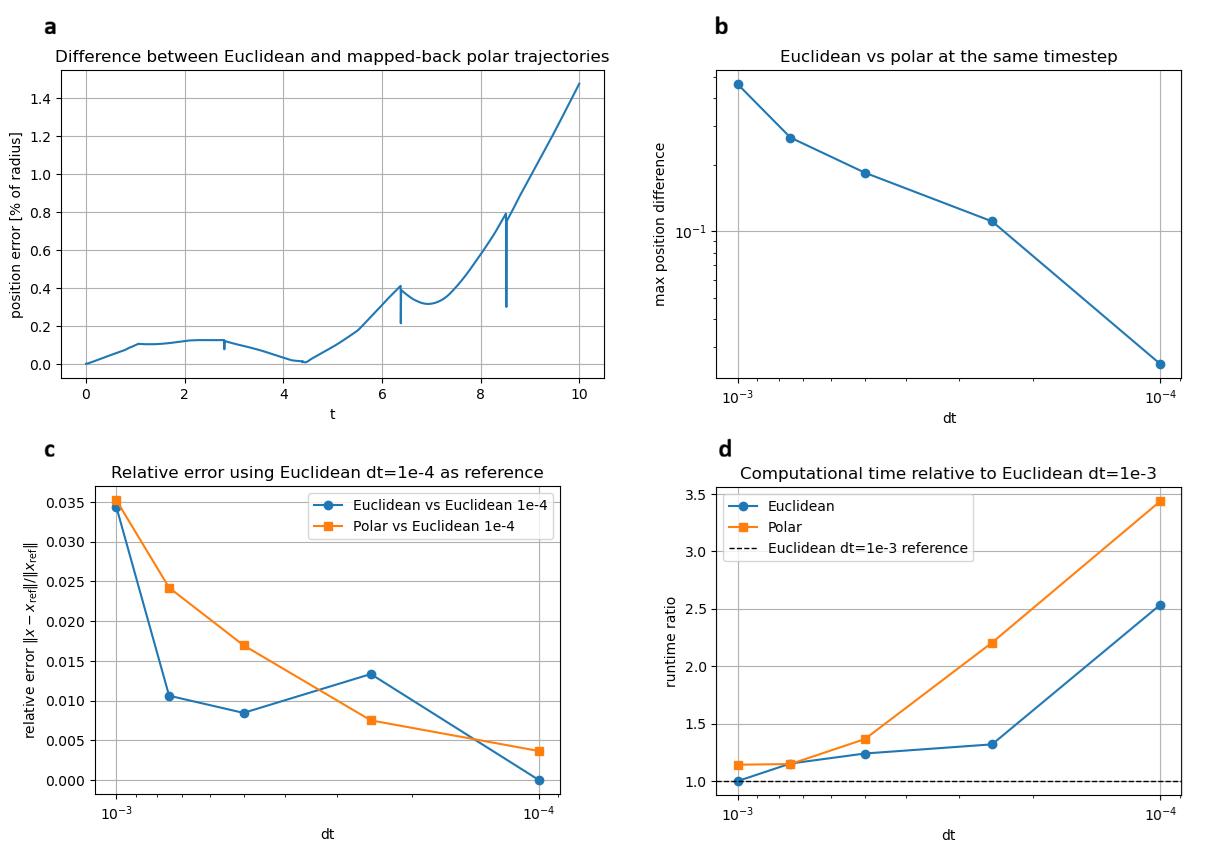 a
Difference between Euclidean and mapped-back polar trajectories
position error [% of radius]
1.4
1.2
1.0
0.8
0.6
0.4
0.2
0.0
0 2 4 6 8 10
t
b
Euclidean vs polar at the same timestep
max position difference
10⁻¹
10⁻³ 10⁻⁴
dt
c
Relative error using Euclidean dt=1e-4 as reference
relative error ||x − x_ref||/||x_ref||
0.035
0.030
0.025
0.020
0.015
0.010
0.005
0.000
Euclidean vs Euclidean 1e-4
Polar vs Euclidean 1e-4
10⁻³ 10⁻⁴
dt
d
Computational time relative to Euclidean dt=1e-3
runtime ratio
3.5
3.0
2.5
2.0
1.5
1.0
Euclidean
Polar
Euclidean dt=1e-3 reference
10⁻³ 10⁻⁴
dt